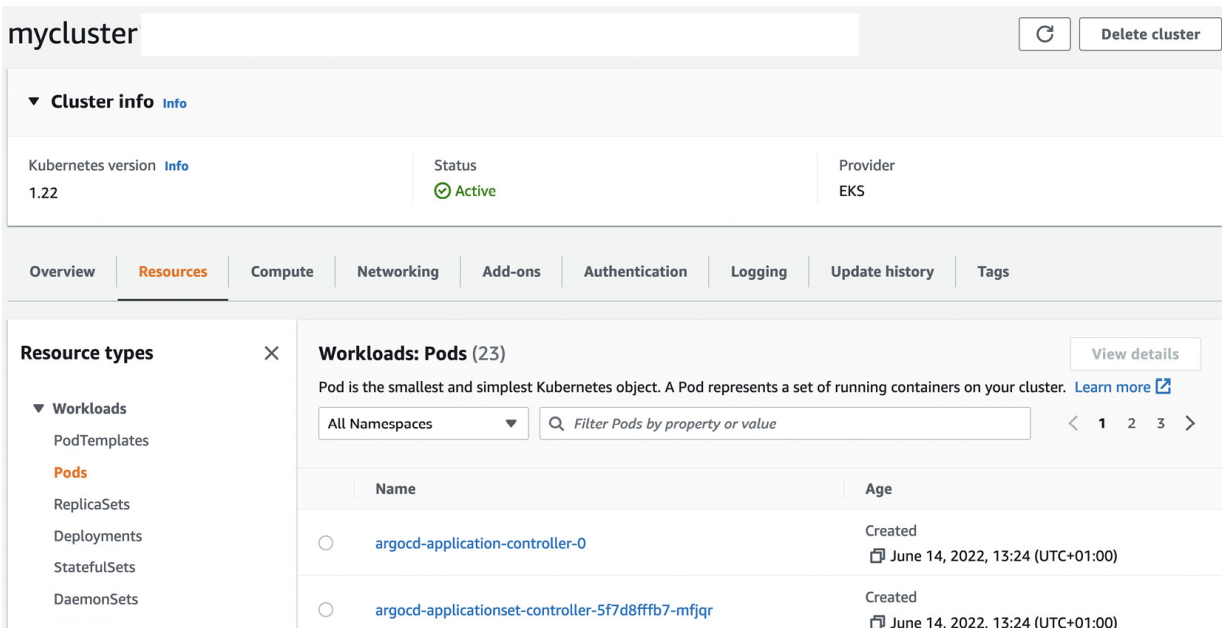 mycluster
Delete cluster
Cluster info Info
Kubernetes version Info
Status
Provider
1.22
Active
EKS
Overview
Resources
Compute
Networking
Add-ons
Authentication
Logging
Update history
Tags
Resource types
Workloads
PodTemplates
Pods
ReplicaSets
Deployments
StatefulSets
DaemonSets
Workloads: Pods (23)
View details
Pod is the smallest and simplest Kubernetes object. A Pod represents a set of running containers on your cluster. Learn more
All Namespaces
Filter Pods by property or value
1 2 3
Name
Age
argocd-application-controller-0
Created
June 14, 2022, 13:24 (UTC+01:00)
argocd-applicationset-controller-5f7d8fffb7-mfjqr
Created
June 14, 2022, 13:24 (UTC+01:00)